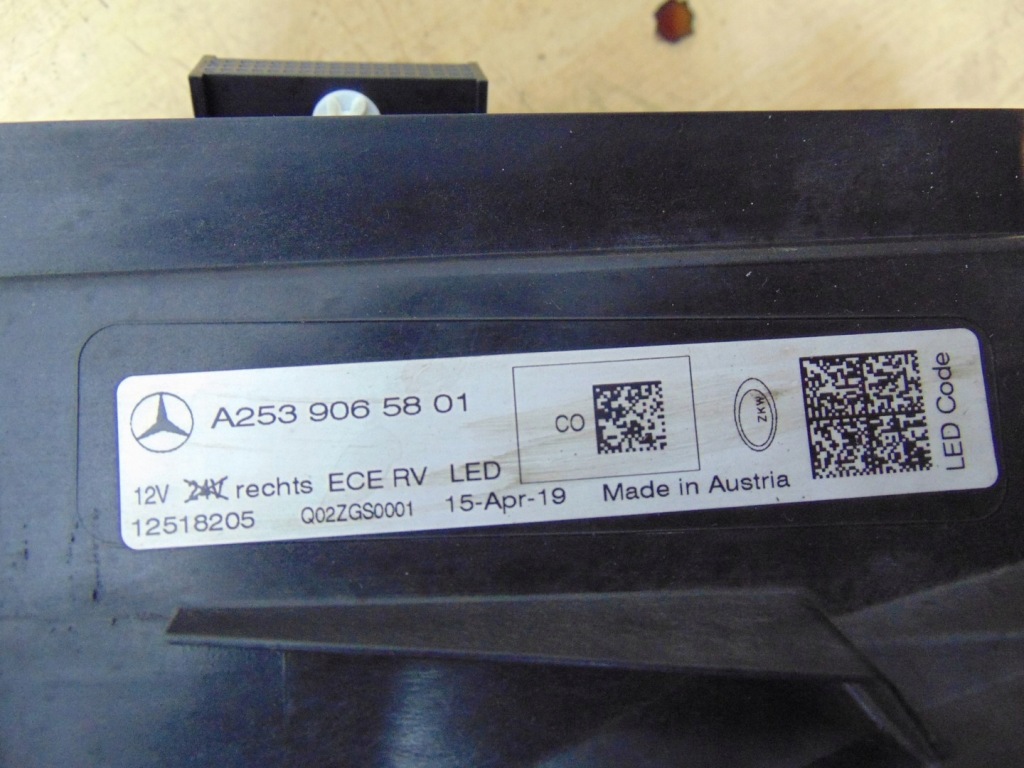 A253 906 58 01
CO
ZKW
LED Code
12V 24V rechts ECE RV LED
12518205 Q02ZGS0001 15-Apr-19 Made in Austria